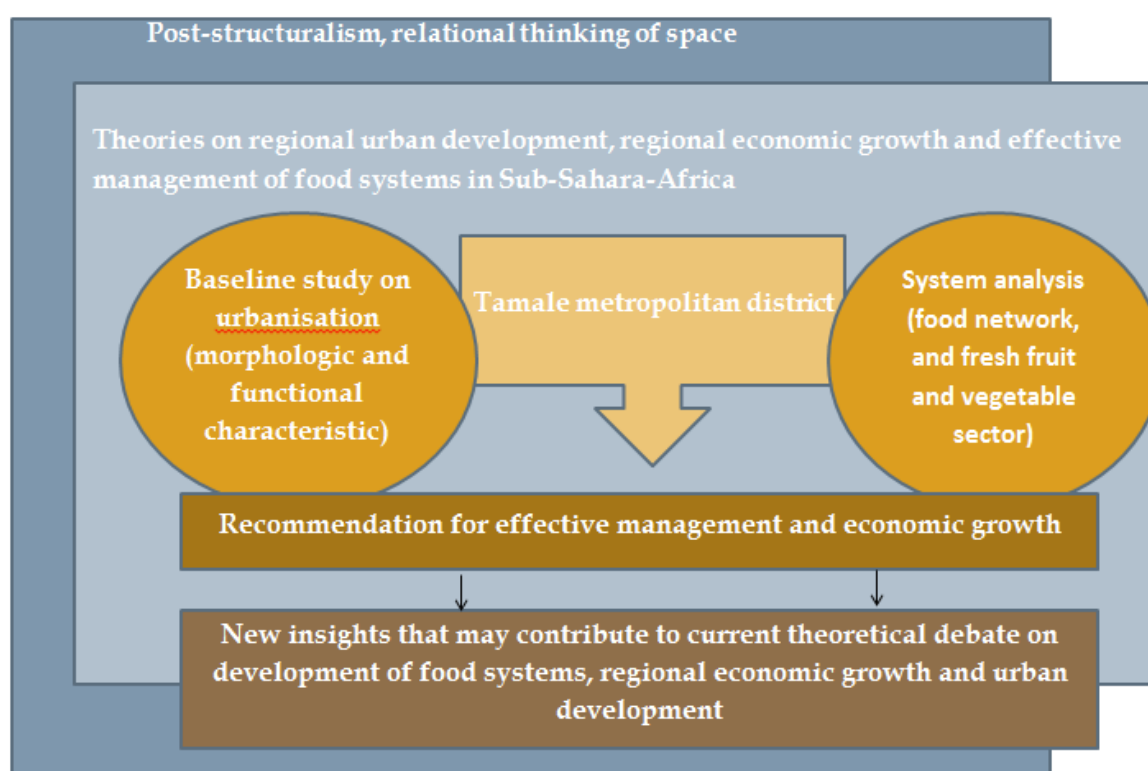 Post-structuralism, relational thinking of space
Theories on regional urban development, regional economic growth and effective
management of food systems in Sub-Sahara-Africa
Baseline study on
urbanisation
(morphologic and
functional
characteristic)
Tamale metropolitan district
System analysis
(food network,
and fresh fruit
and vegetable
sector)
Recommendation for effective management and economic growth
New insights that may contribute to current theoretical debate on
development of food systems, regional economic growth and urban
development